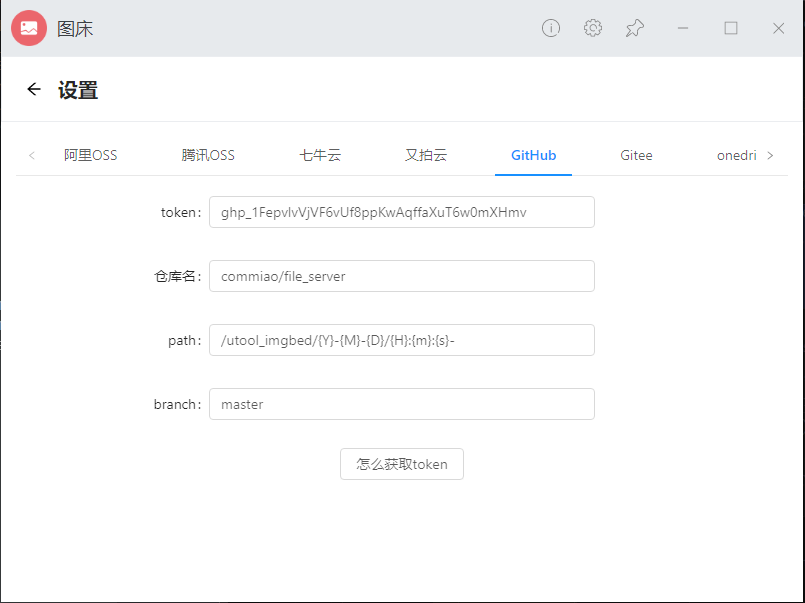 图床
设置
阿里OSS 腾讯OSS 七牛云 又拍云 GitHub Gitee onedri
token:
仓库名: commiao/file_server
path: /utool_imgbed/{Y}-{M}-{D}/{H}:{m}:{s}-
branch: master
怎么获取token